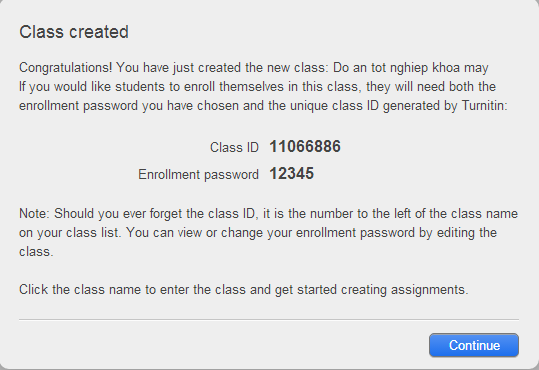 Class created
Congratulations! You have just created the new class: Do an tot nghiep khoa may
If you would like students to enroll themselves in this class, they will need both the
enrollment password you have chosen and the unique class ID generated by Turnitin:
Class ID 11066886
Enrollment password 12345
Note: Should you ever forget the class ID, it is the number to the left of the class name
on your class list. You can view or change your enrollment password by editing the
class.
Click the class name to enter the class and get started creating assignments.
Continue